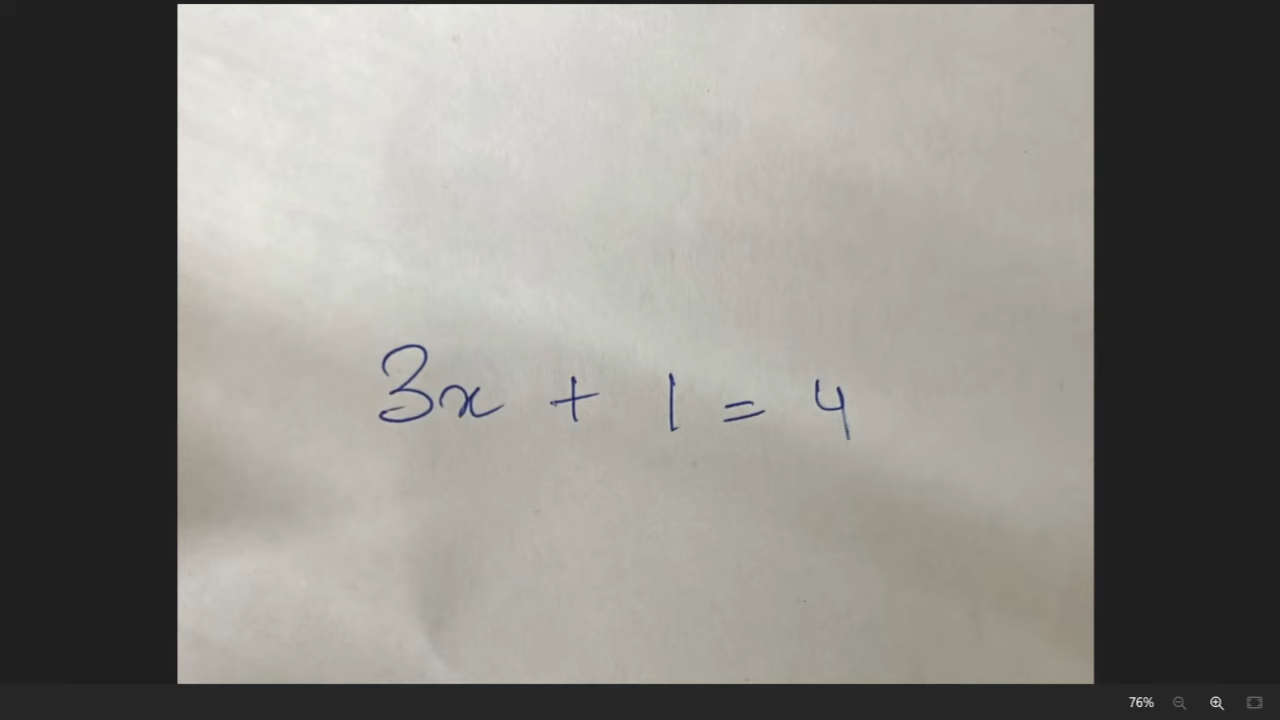 3x + 1 = 4
76%